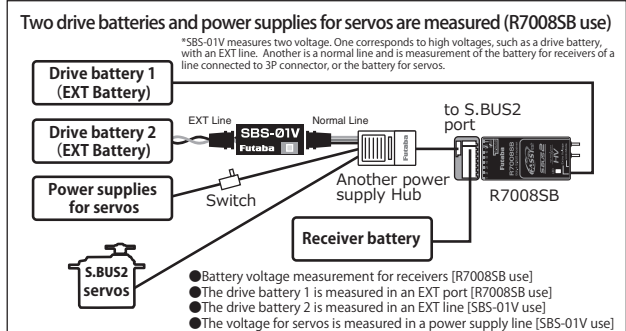 Two drive batteries and power supplies for servos are measured (R7008SB use)
*SBS-01V measures two voltage. One corresponds to high voltages, such as a drive battery,
with an EXT line. Another is a normal line and is measurement of the battery for receivers of a
line connected to 3P connector, or the battery for servos.
Drive battery 1
(EXT Battery)
Drive battery 2
(EXT Battery)
EXT Line
SBS-01V
Futaba
Normal Line
Futaba
to S.BUS2
port
Futaba
R7008SB
FASST
S.BUS2
HV
R7008SB
Power supplies
for servos
Switch
Another power
supply Hub
Receiver battery
S.BUS2
servos
●Battery voltage measurement for receivers [R7008SB use]
●The drive battery 1 is measured in an EXT port [R7008SB use]
●The drive battery 2 is measured in an EXT line [SBS-01V use]
●The voltage for servos is measured in a power supply line [SBS-01V use]